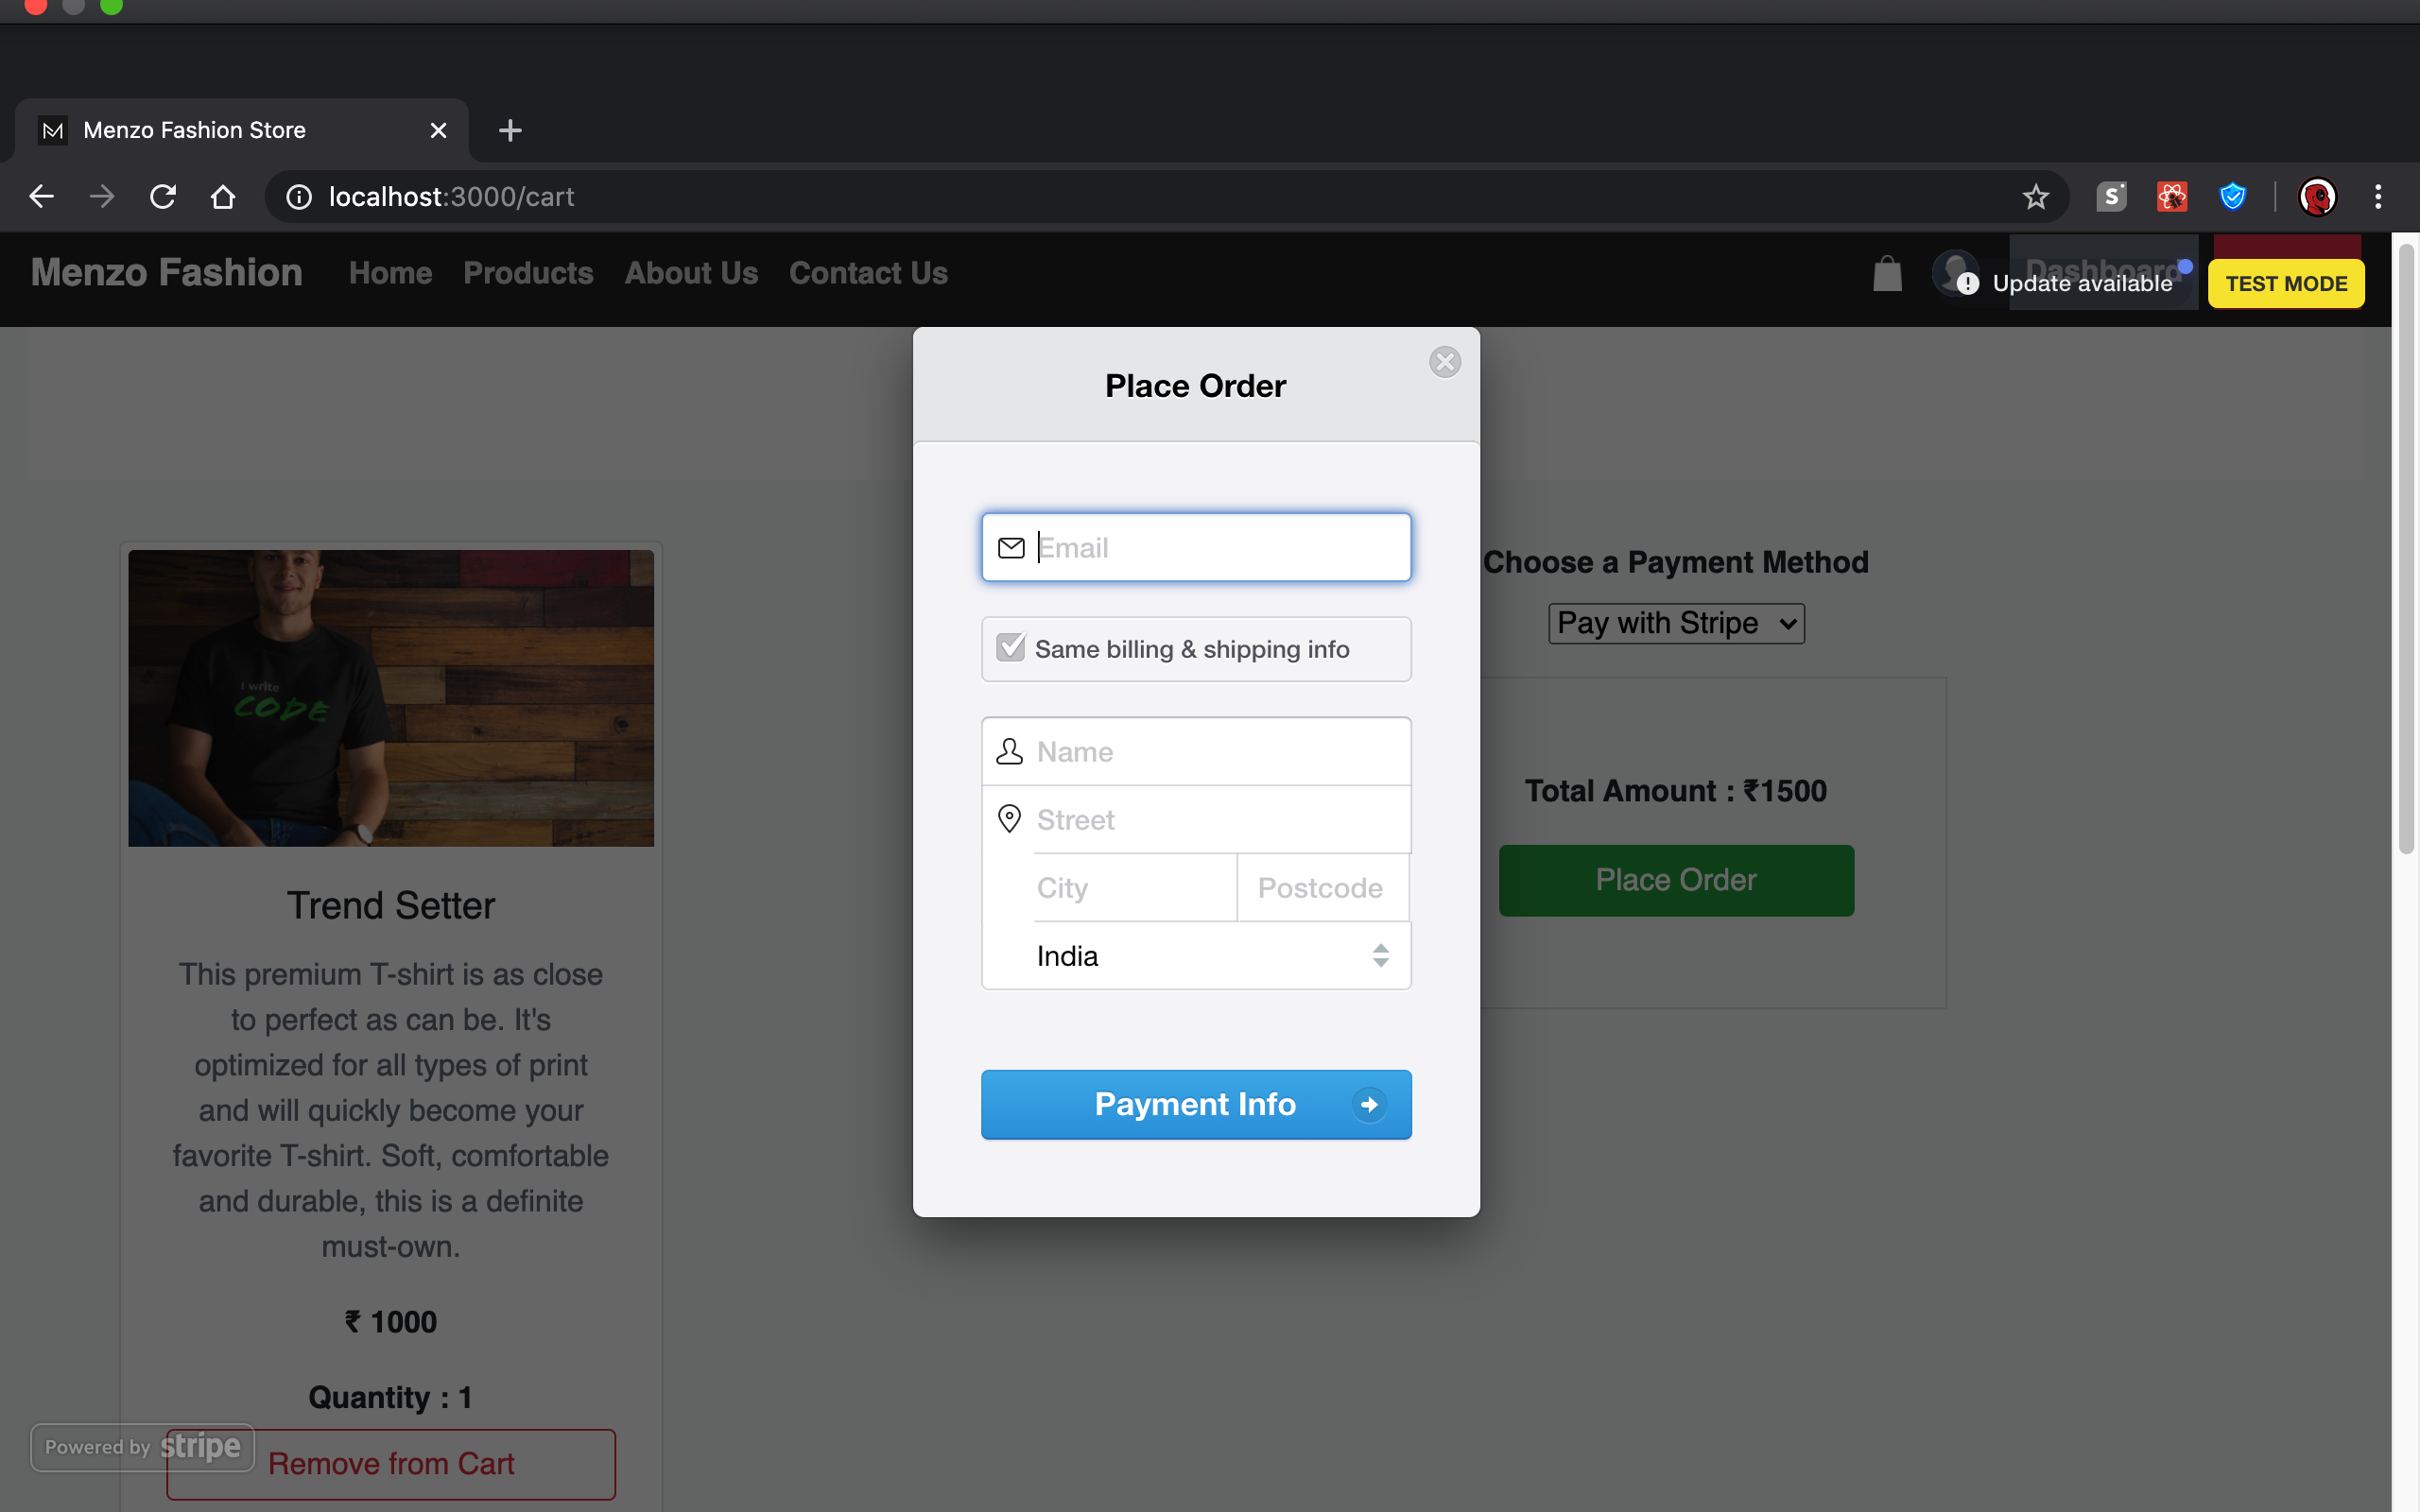 Menzo Fashion Store
localhost:3000/cart
Menzo Fashion Home Products About Us Contact Us Dashboard
Update available
TEST MODE
Place Order
Email
Same billing & shipping info
Name
Street
City Postcode
India
Payment Info
I write
CODE
Trend Setter
This premium T-shirt is as close
to perfect as can be. It's
optimized for all types of print
and will quickly become your
favorite T-shirt. Soft, comfortable
and durable, this is a definite
must-own.
₹ 1000
Quantity : 1
Remove from Cart
Powered by stripe
Choose a Payment Method
Pay with Stripe
Total Amount : ₹1500
Place Order